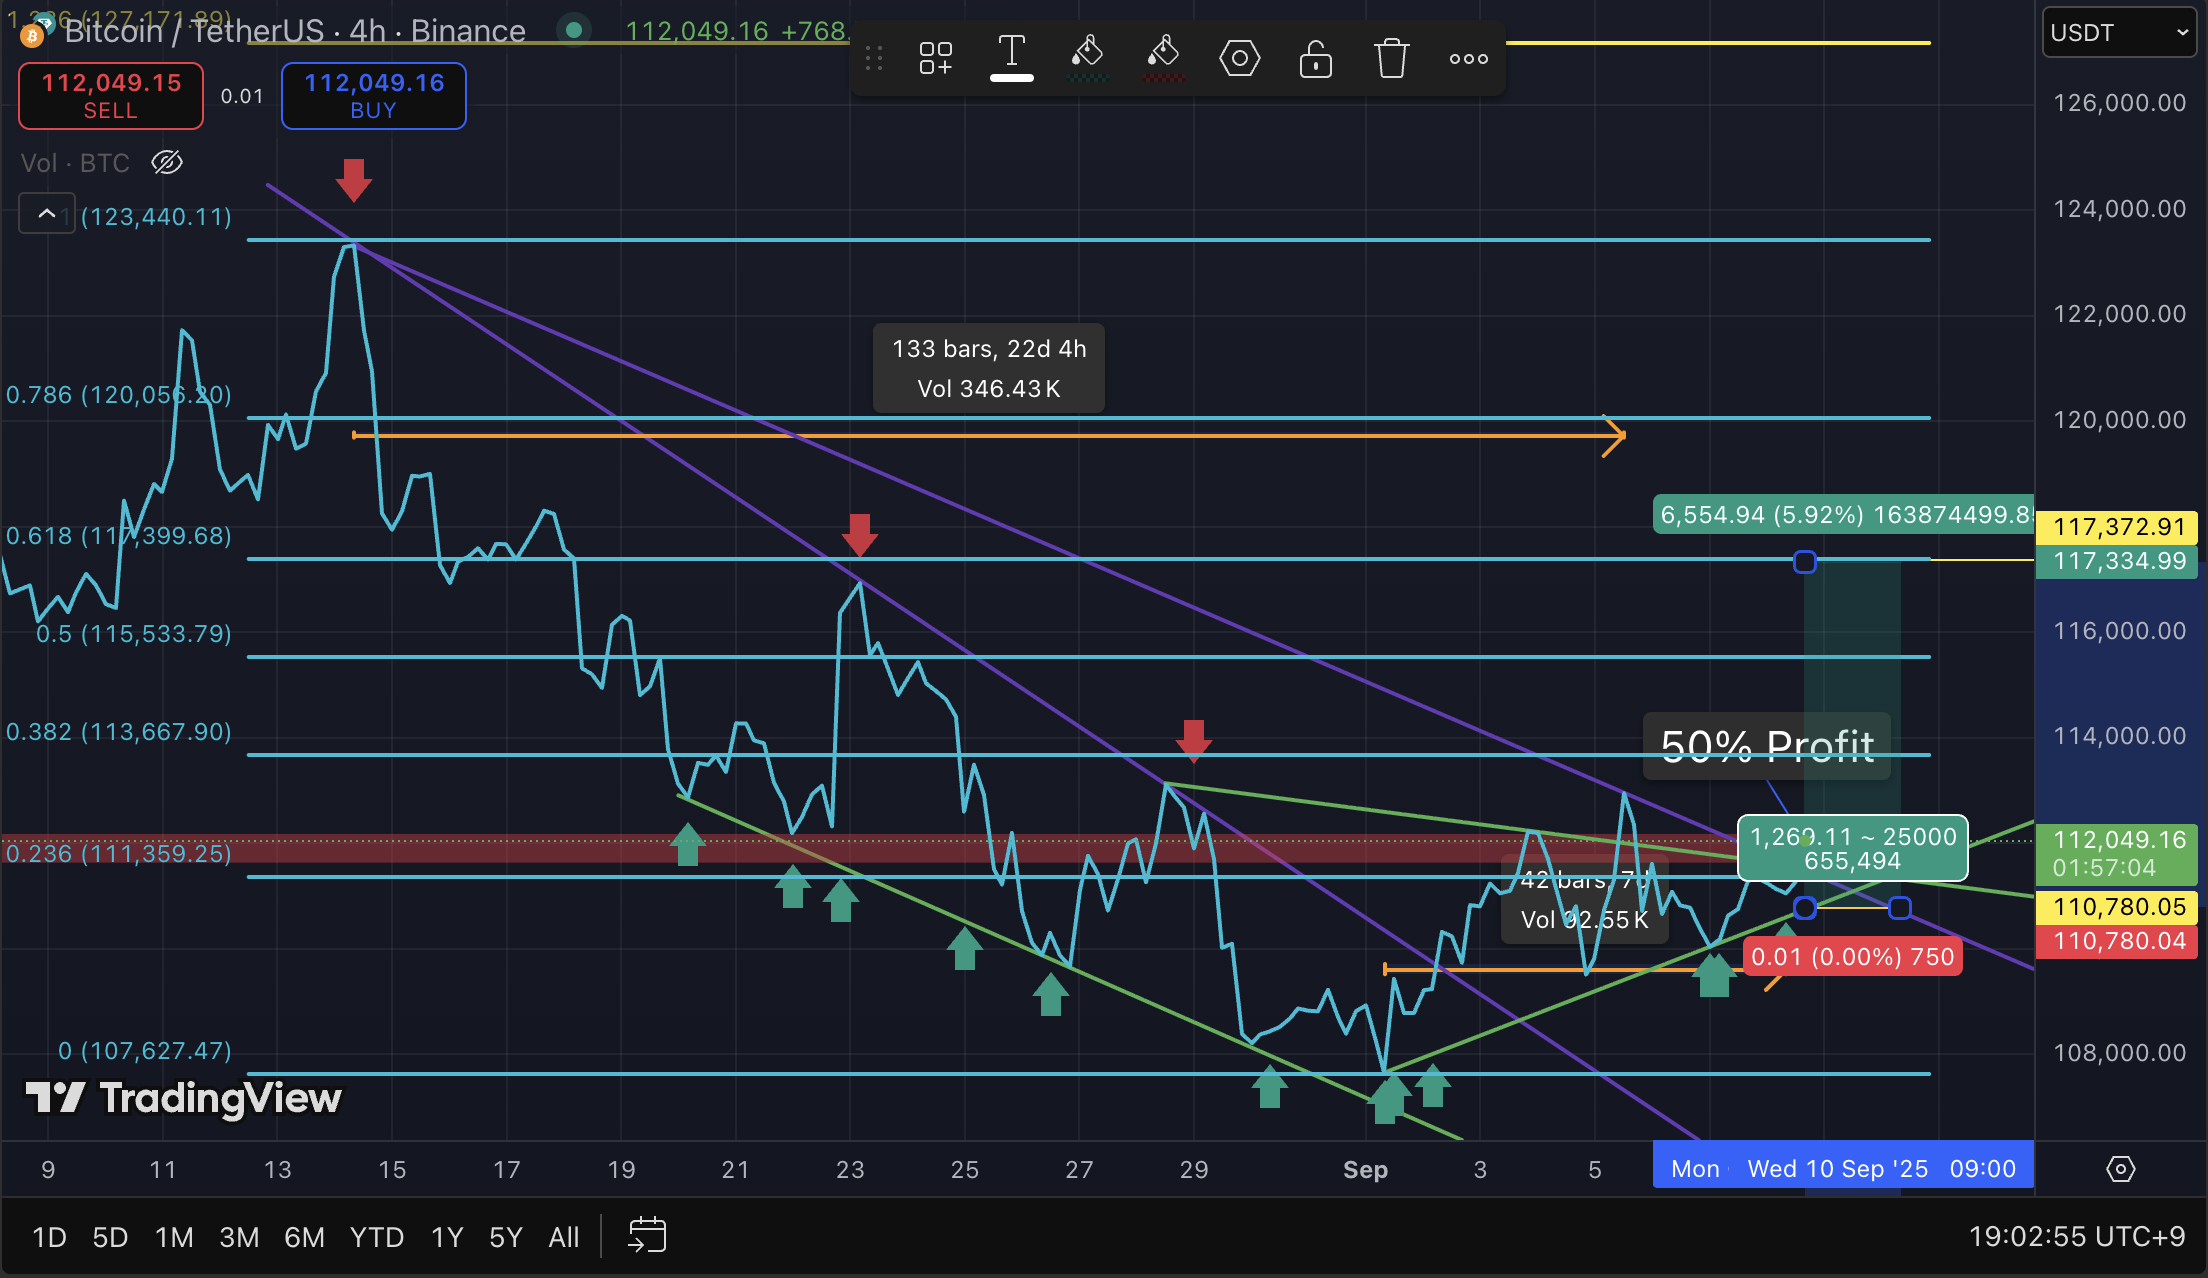 1.236 (127,171.89)
Bitcoin / TetherUS · 4h · Binance
112,049.16 +768.
USDT
112,049.15
SELL
0.01
112,049.16
BUY
Vol · BTC
1 (123,440.11)
0.786 (120,056.20)
0.618 (117,399.68)
0.5 (115,533.79)
0.382 (113,667.90)
0.236 (111,359.25)
0 (107,627.47)
133 bars, 22d 4h
Vol 346.43K
6,554.94 (5.92%) 163874499.8
50% Profit
1,269.11 ~ 25000
655,494
42 bars, 7d
Vol 92.55K
0.01 (0.00%) 750
126,000.00
124,000.00
122,000.00
120,000.00
117,372.91
117,334.99
116,000.00
114,000.00
112,049.16
01:57:04
110,780.05
110,780.04
108,000.00
TradingView
9 11 13 15 17 19 21 23 25 27 29 Sep 3 5 Mon Wed 10 Sep '25 09:00
1D 5D 1M 3M 6M YTD 1Y 5Y All
19:02:55 UTC+9